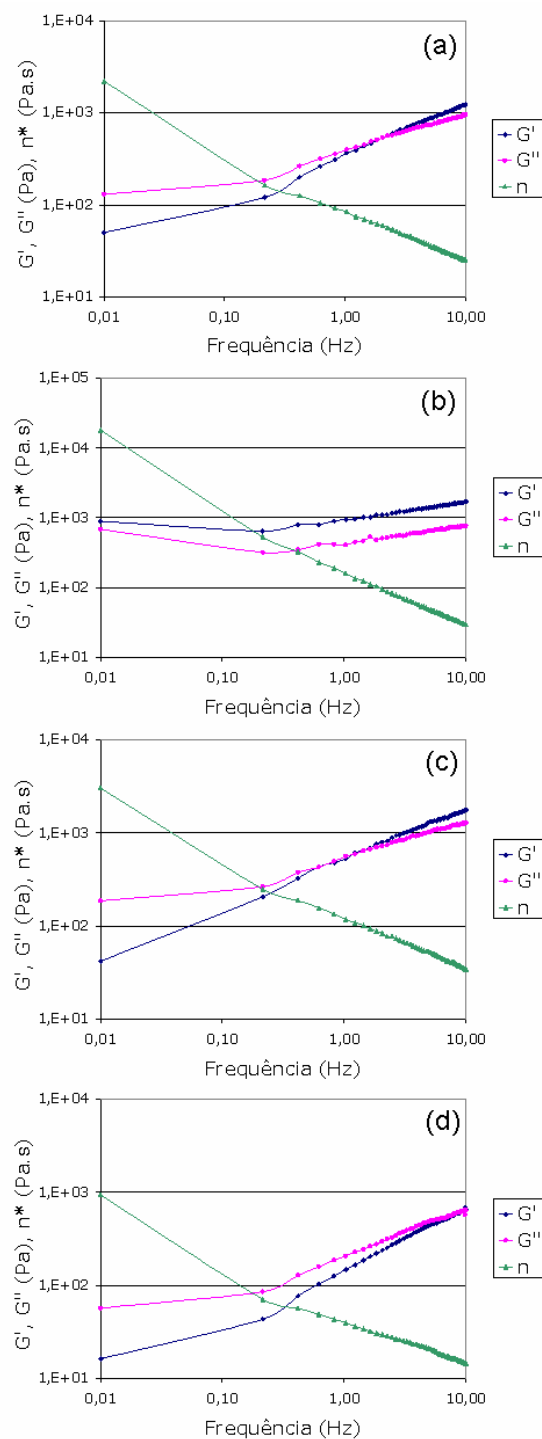 (a)
G', G'' (Pa), n* (Pa.s)
1,E+04
1,E+03
1,E+02
1,E+01
0,01 0,10 1,00 10,00
Frequência (Hz)
G'
G''
n
(b)
G', G'' (Pa), n* (Pa.s)
1,E+05
1,E+04
1,E+03
1,E+02
1,E+01
0,01 0,10 1,00 10,00
Frequência (Hz)
G'
G''
n
(c)
G', G'' (Pa), n* (Pa.s)
1,E+04
1,E+03
1,E+02
1,E+01
0,01 0,10 1,00 10,00
Frequência (Hz)
G'
G''
n
(d)
G', G'' (Pa), n* (Pa.s)
1,E+04
1,E+03
1,E+02
1,E+01
0,01 0,10 1,00 10,00
Frequência (Hz)
G'
G''
n